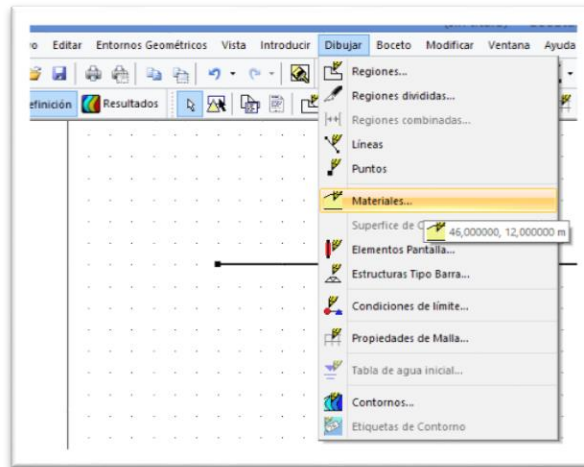 Editar Entornos Geométricos Vista Introducir Dibujar Boceto Modificar Ventana Ayuda
efinición Resultados
Regiones...
Regiones divididas...
Regiones combinadas...
Líneas
Puntos
Materiales...
Superfice de C
46,000000, 12,000000 m
Elementos Pantalla...
Estructuras Tipo Barra...
Condiciones de límite...
Propiedades de Malla...
Tabla de agua inicial...
Contornos...
Etiquetas de Contorno